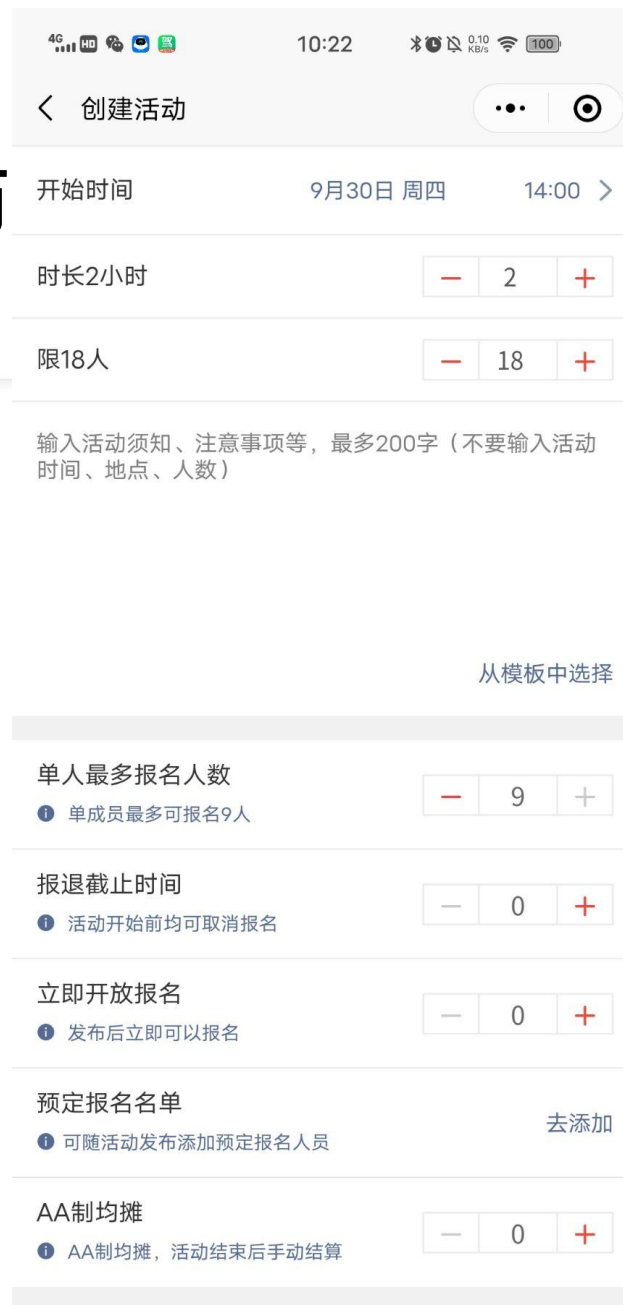 4G HD 10:22 0.10 KB/s 100
创建活动
开始时间 9月30日 周四 14:00
时长2小时 2
限18人 18
输入活动须知、注意事项等，最多200字（不要输入活动
时间、地点、人数）
从模板中选择
单人最多报名人数
单成员最多可报名9人 9
报退截止时间
活动开始前均可取消报名 0
立即开放报名
发布后立即可以报名 0
预定报名名单
可随活动发布添加预定报名人员 去添加
AA制均摊
AA制均摊，活动结束后手动结算 0